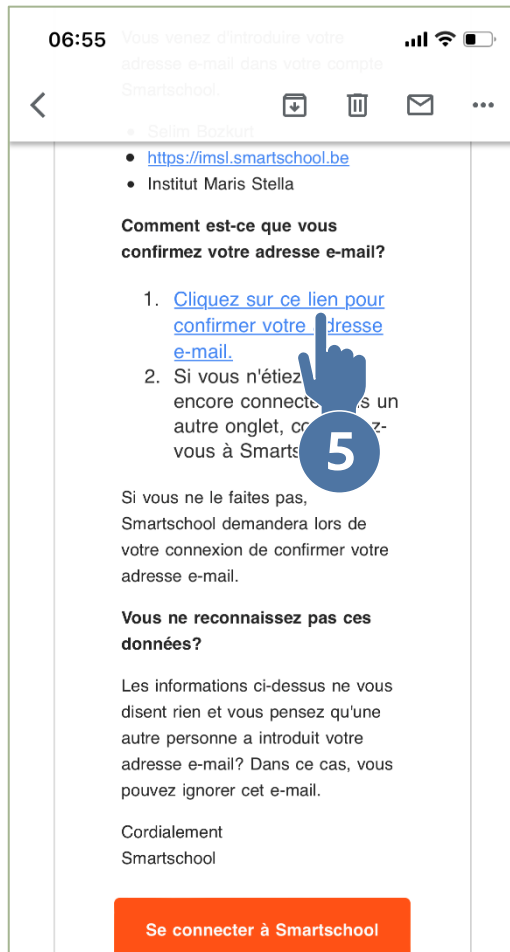 06:55
Vous venez d'introduire votre
adresse e-mail dans votre compte
Smartschool.
• Selim Bozkurt
• https://imsl.smartschool.be
• Institut Maris Stella
Comment est-ce que vous
confirmez votre adresse e-mail?
1. Cliquez sur ce lien pour
confirmer votre adresse
e-mail.
2. Si vous n'étiez
encore un
autre onglet,
vous à
5
Si vous ne le faites pas,
Smartschool demandera lors de
votre connexion de confirmer votre
adresse e-mail.
Vous ne reconnaissez pas ces
données?
Les informations ci-dessus ne vous
disent rien et vous pensez qu'une
autre personne a introduit votre
adresse e-mail? Dans ce cas, vous
pouvez ignorer cet e-mail.
Cordialement
Smartschool
Se connecter à Smartschool